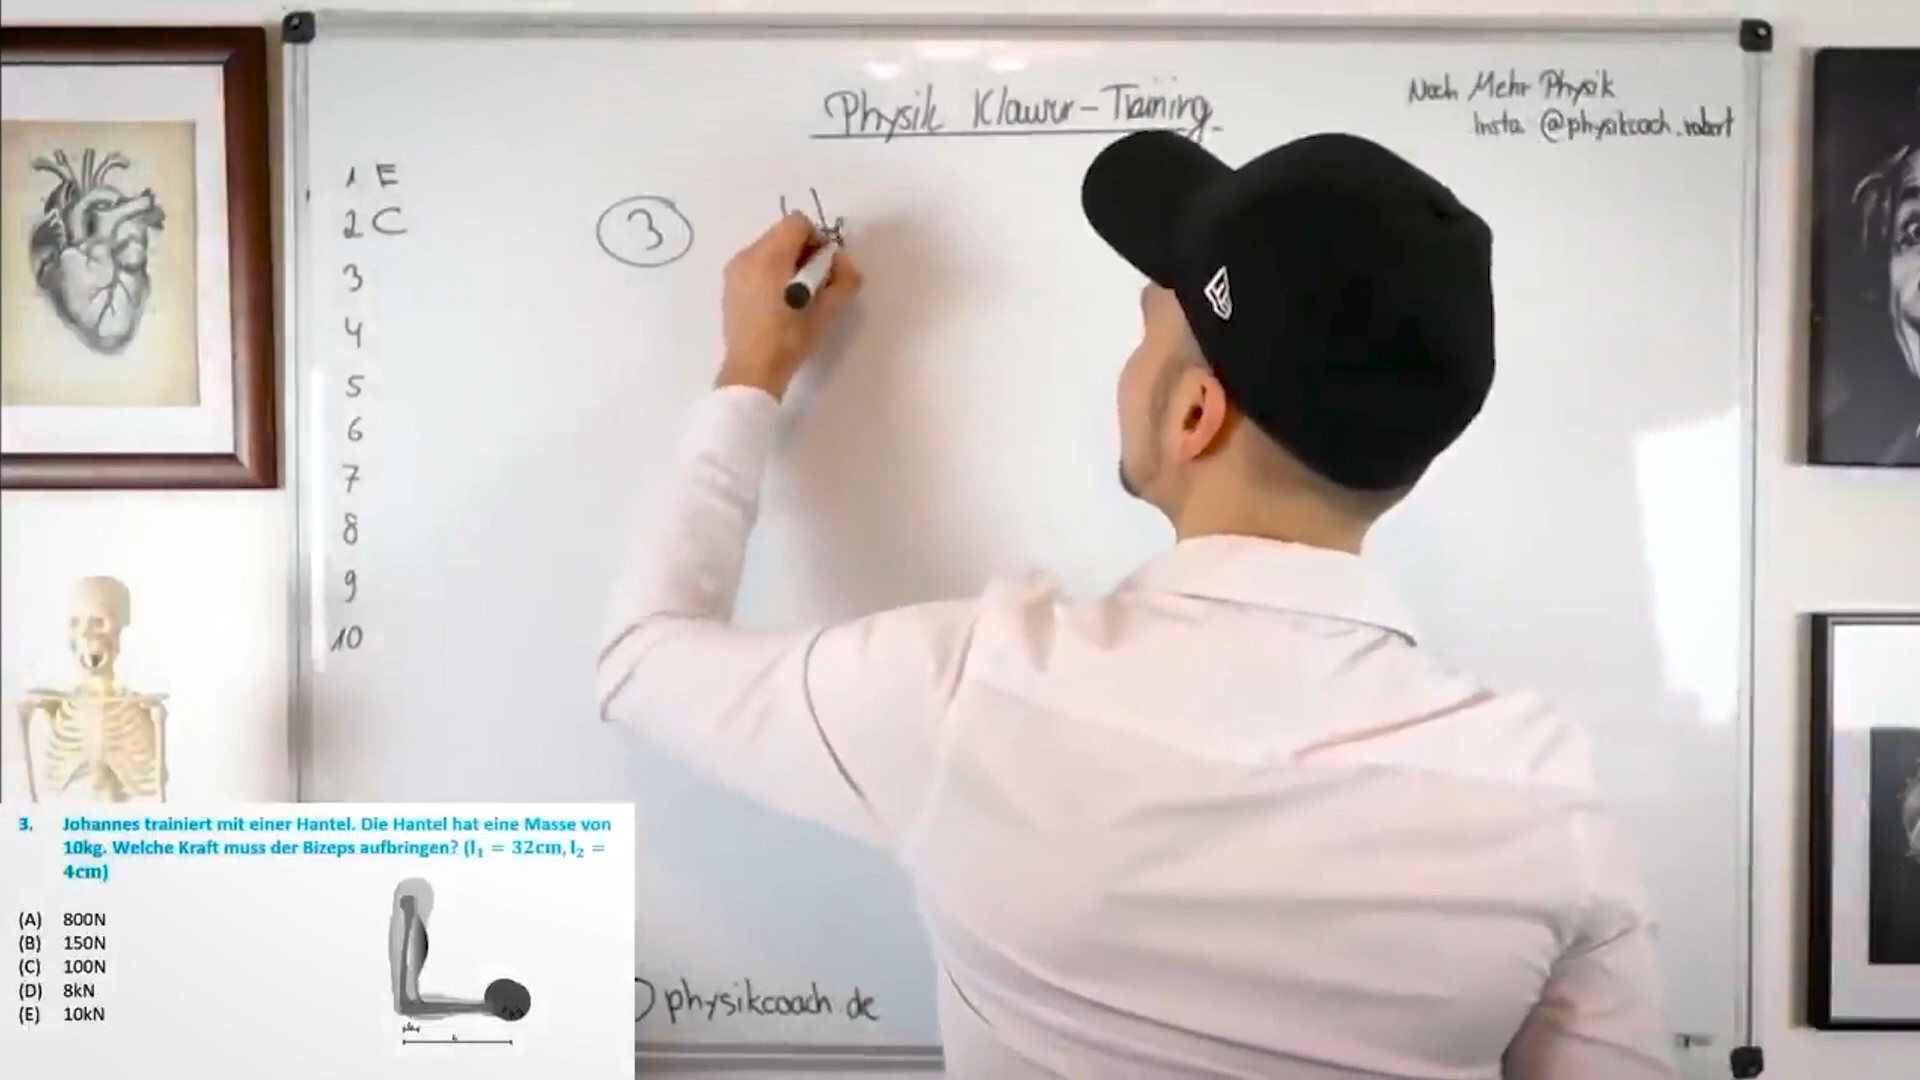 Physik Klausur-Training
Noch Mehr Physik
Insta @physikcoach.robert
1 E
2 C
3
4
5
6
7
8
9
10
3
physikcoach.de
3. Johannes trainiert mit einer Hantel. Die Hantel hat eine Masse von
10kg. Welche Kraft muss der Bizeps aufbringen? (l₁ = 32cm, l₂ =
4cm)
(A) 800N
(B) 150N
(C) 100N
(D) 8kN
(E) 10kN